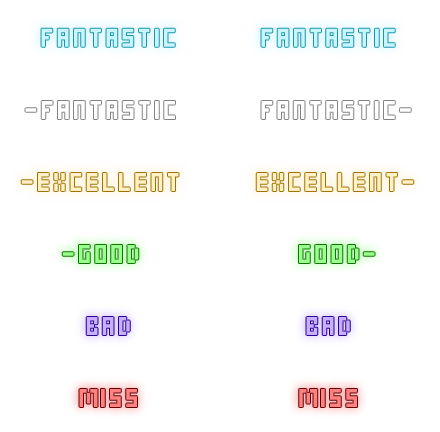 FANTASTIC FANTASTIC
-FANTASTIC FANTASTIC-
-EXCELLENT EXCELLENT-
-GOOD GOOD-
BAD BAD
MISS MISS